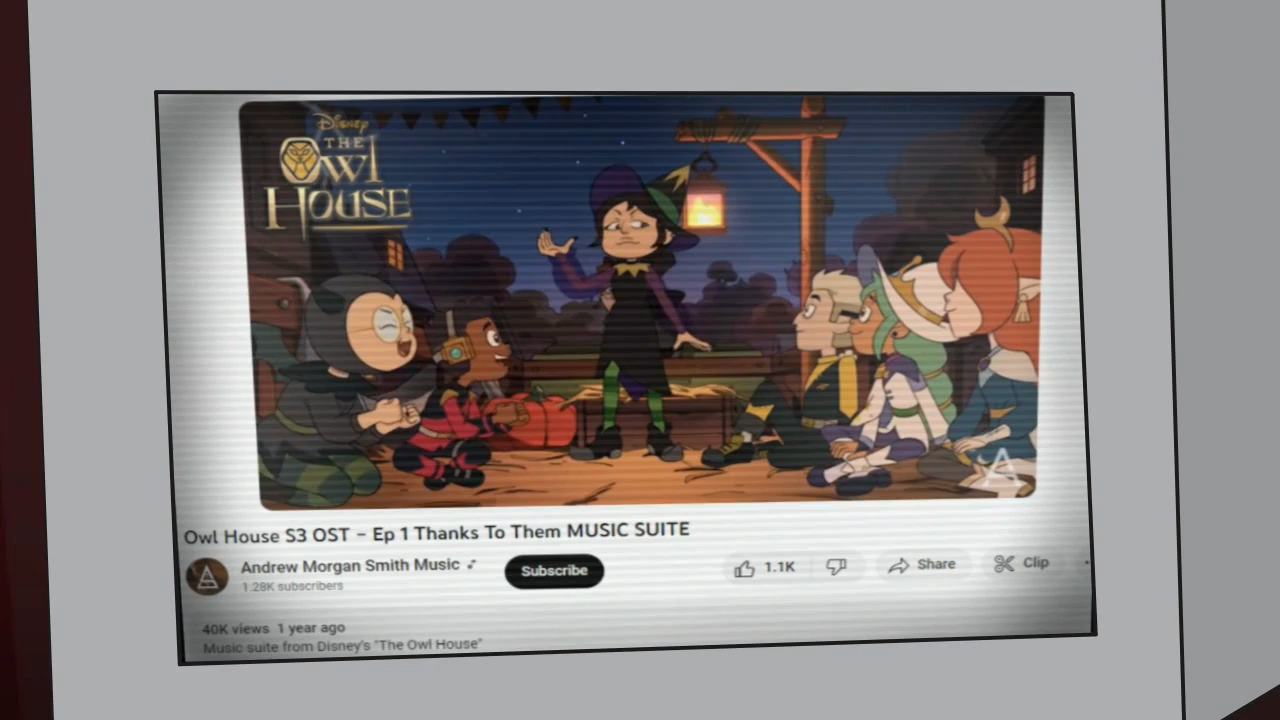 Disney
THE
OWL
HOUSE
Owl House S3 OST – Ep 1 Thanks To Them MUSIC SUITE
Andrew Morgan Smith Music
1.28K subscribers
Subscribe
1.1K
Share
Clip
40K views 1 year ago
Music suite from Disney's "The Owl House"